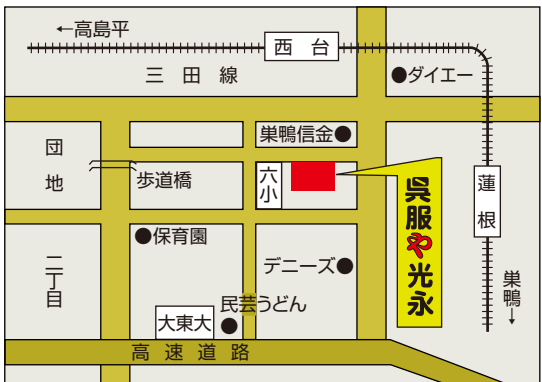 ←高島平
西台
三田線
●ダイエー
巣鴨信金●
団地
歩道橋
六小
蓮根
呉服や光永
●保育園
デニーズ●
二丁目
民芸うどん
大東大
巣鴨→
高速道路